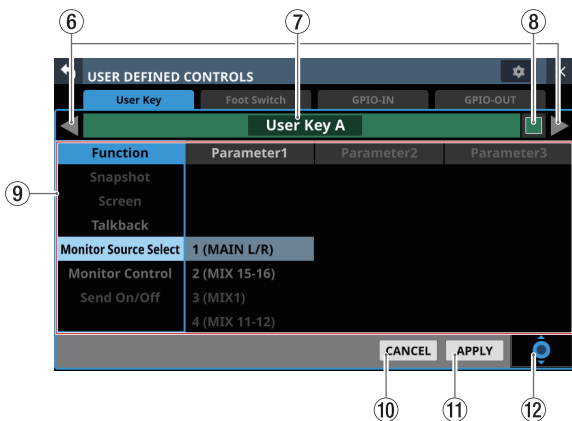 ⑥ ⑦ ⑧
USER DEFINED CONTROLS
User Key Foot Switch GPIO-IN GPIO-OUT
User Key A
Function Parameter1 Parameter2 Parameter3
Snapshot
Screen
⑨
Talkback
Monitor Source Select 1 (MAIN L/R)
Monitor Control 2 (MIX 15-16)
Send On/Off 3 (MIX1)
4 (MIX 11-12)
CANCEL APPLY
⑩ ⑪ ⑫